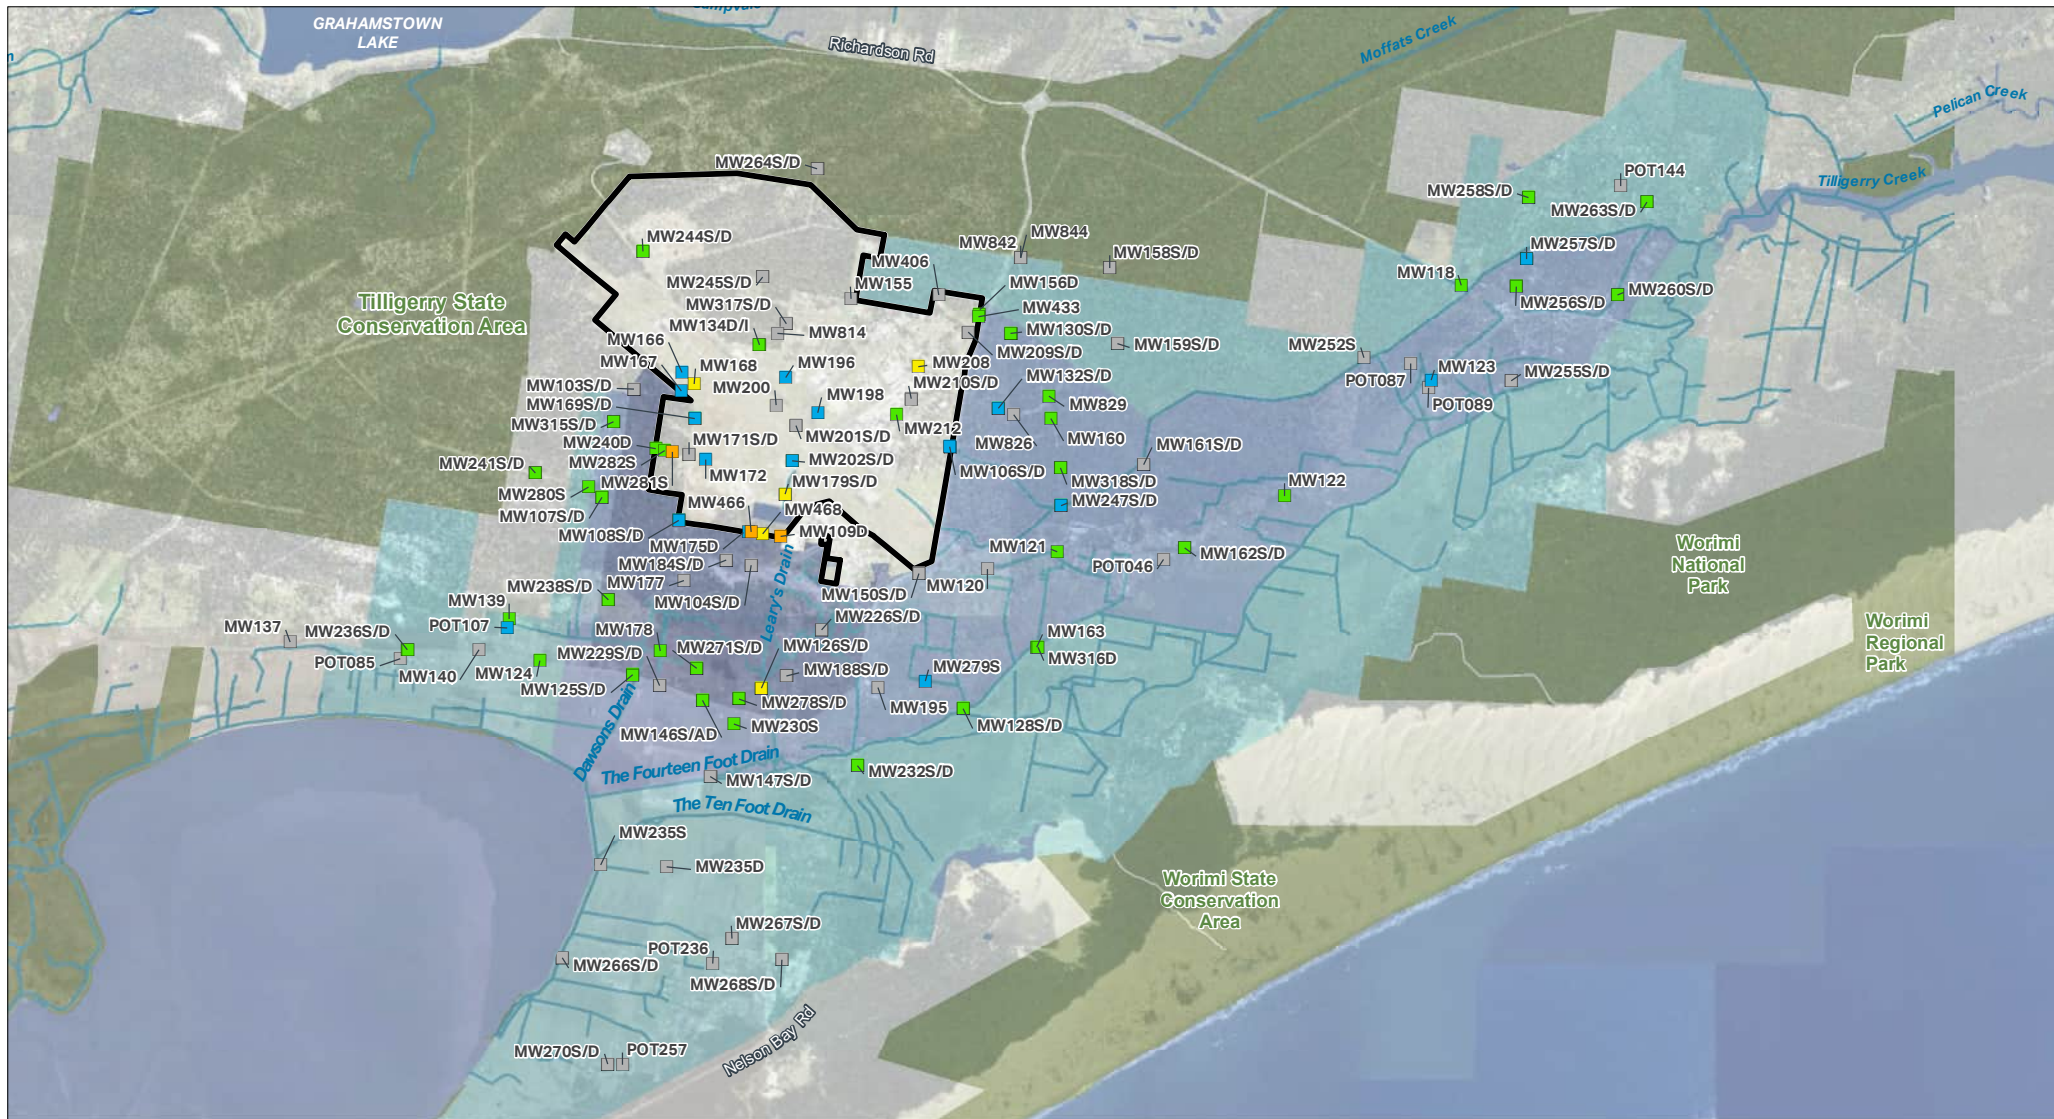 GRAHAMSTOWN
LAKE
Richardson Rd
Moffats Creek
Pelican Creek
Tilligerry Creek
MW264S/D
POT144
MW258S/D
MW263S/D
MW244S/D
MW842
MW844
MW158S/D
MW257S/D
MW406
MW245S/D
MW155
MW118
MW156D
MW256S/D
MW260S/D
Tilligerry State
Conservation Area
MW317S/D
MW433
MW134D/I
MW814
MW130S/D
MW166
MW209S/D
MW159S/D
MW252S
MW167
MW168
MW196
MW208
MW132S/D
POT087
MW123
MW255S/D
MW103S/D
MW200
MW198
MW210S/D
MW829
POT089
MW169S/D
MW315S/D
MW201S/D
MW212
MW826
MW160
MW240D
MW171S/D
MW161S/D
MW241S/D
MW282S
MW172
MW202S/D
MW106S/D
MW281S
MW179S/D
MW318S/D
MW122
MW280S
MW466
MW468
MW247S/D
MW107S/D
MW108S/D
MW109D
MW175D
MW121
MW162S/D
POT046
Worimi
National
Park
MW184S/D
MW177
MW238S/D
MW104S/D
Leary's Drain
MW150S/D
MW120
MW139
POT107
MW226S/D
MW137
MW236S/D
MW178
MW271S/D
MW126S/D
MW163
Worimi
Regional
Park
POT085
MW140
MW124
MW229S/D
MW188S/D
MW279S
MW316D
MW125S/D
MW278S/D
MW195
MW128S/D
Dawsons Drain
MW146S/AD
MW230S
The Fourteen Foot Drain
MW147S/D
MW232S/D
The Ten Foot Drain
MW235S
MW235D
Worimi State
Conservation
Area
MW267S/D
POT236
MW266S/D
MW268S/D
Nelson Bay Rd
MW270S/D
POT257